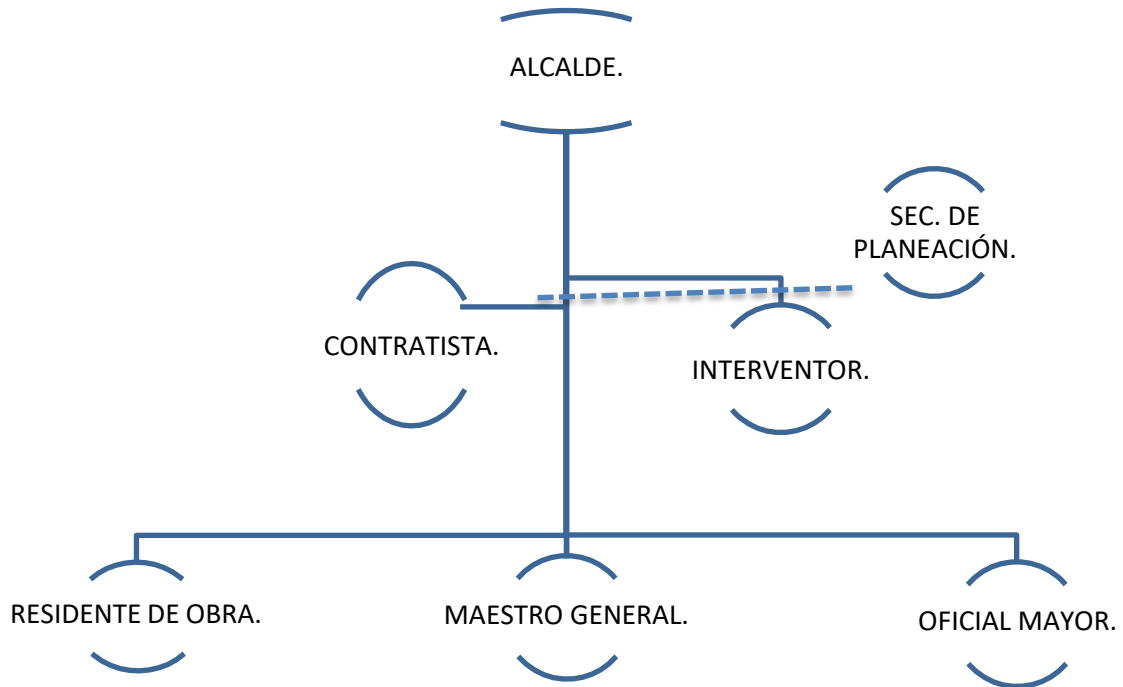 ALCALDE.
SEC. DE
PLANEACIÓN.
CONTRATISTA.
INTERVENTOR.
RESIDENTE DE OBRA.
MAESTRO GENERAL.
OFICIAL MAYOR.